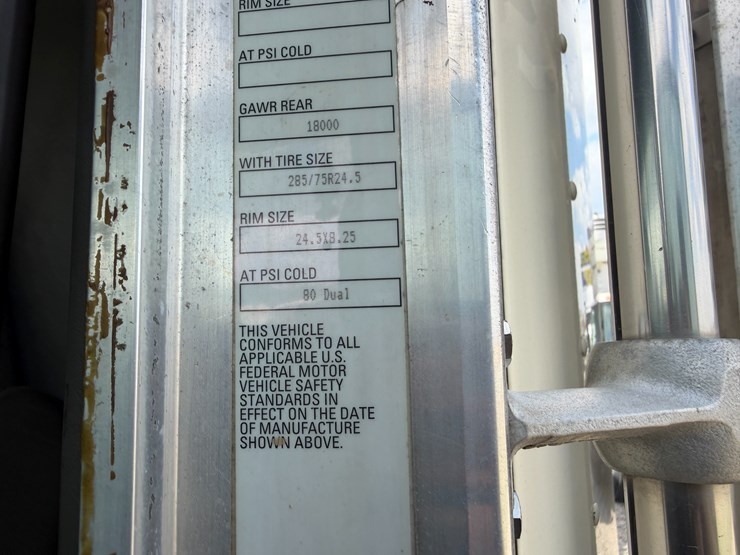 RIM SIZE
AT PSI COLD
GAWR REAR
18000
WITH TIRE SIZE
285/75R24.5
RIM SIZE
24.5X8.25
AT PSI COLD
80 Dual
THIS VEHICLE
CONFORMS TO ALL
APPLICABLE U.S.
FEDERAL MOTOR
VEHICLE SAFETY
STANDARDS IN
EFFECT ON THE DATE
OF MANUFACTURE
SHOWN ABOVE.